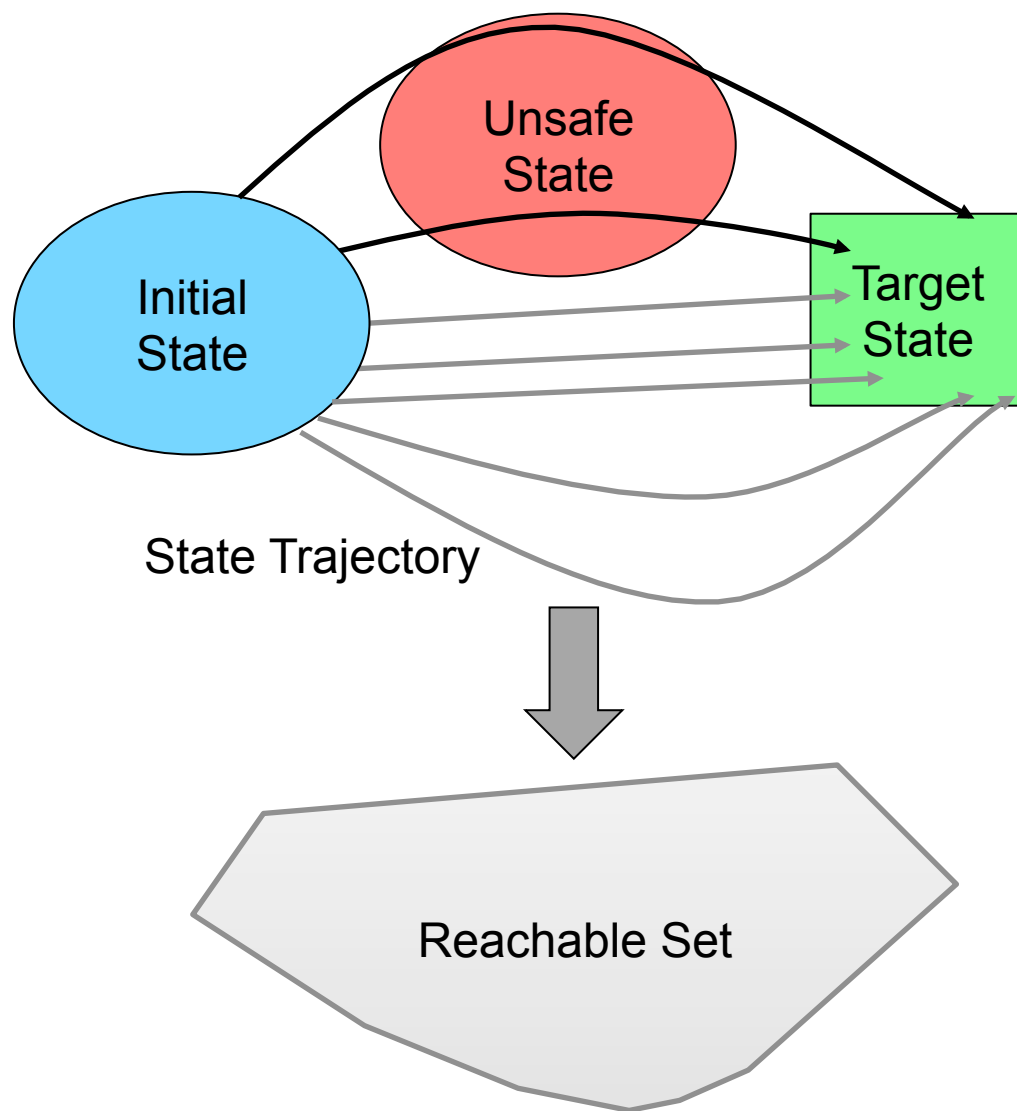 Unsafe
State
Initial
State
Target
State
State Trajectory
Reachable Set